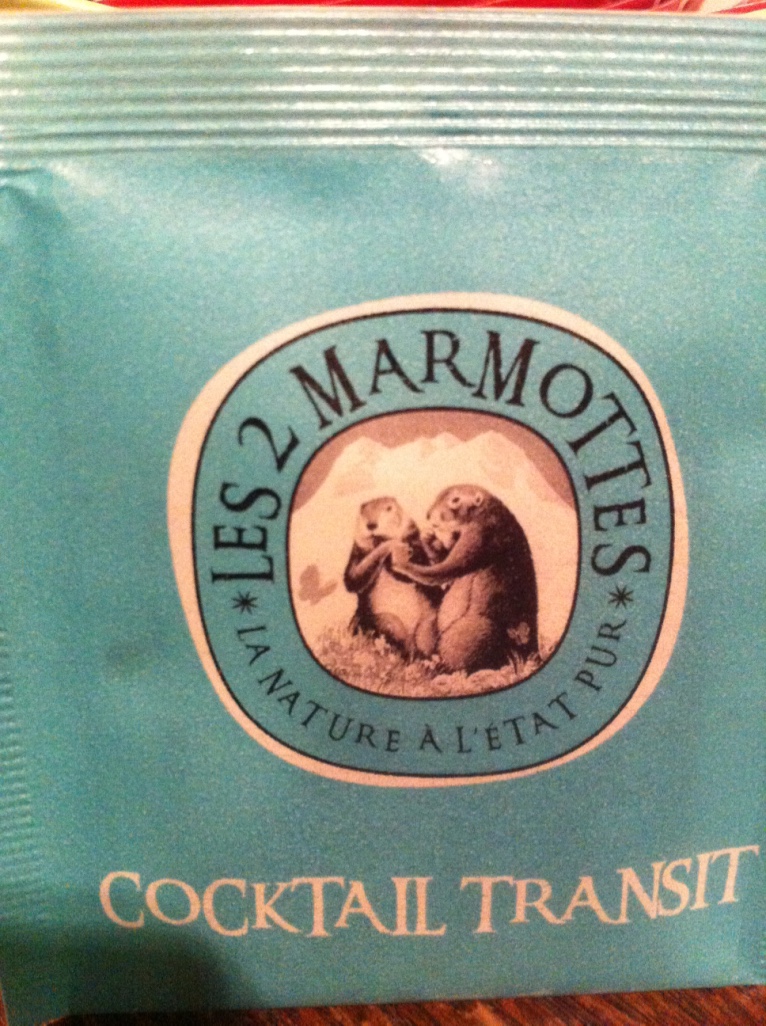 LES 2 MARMOTTES
* LA NATURE À L'ÉTAT PUR *
COCKTAIL TRANSIT